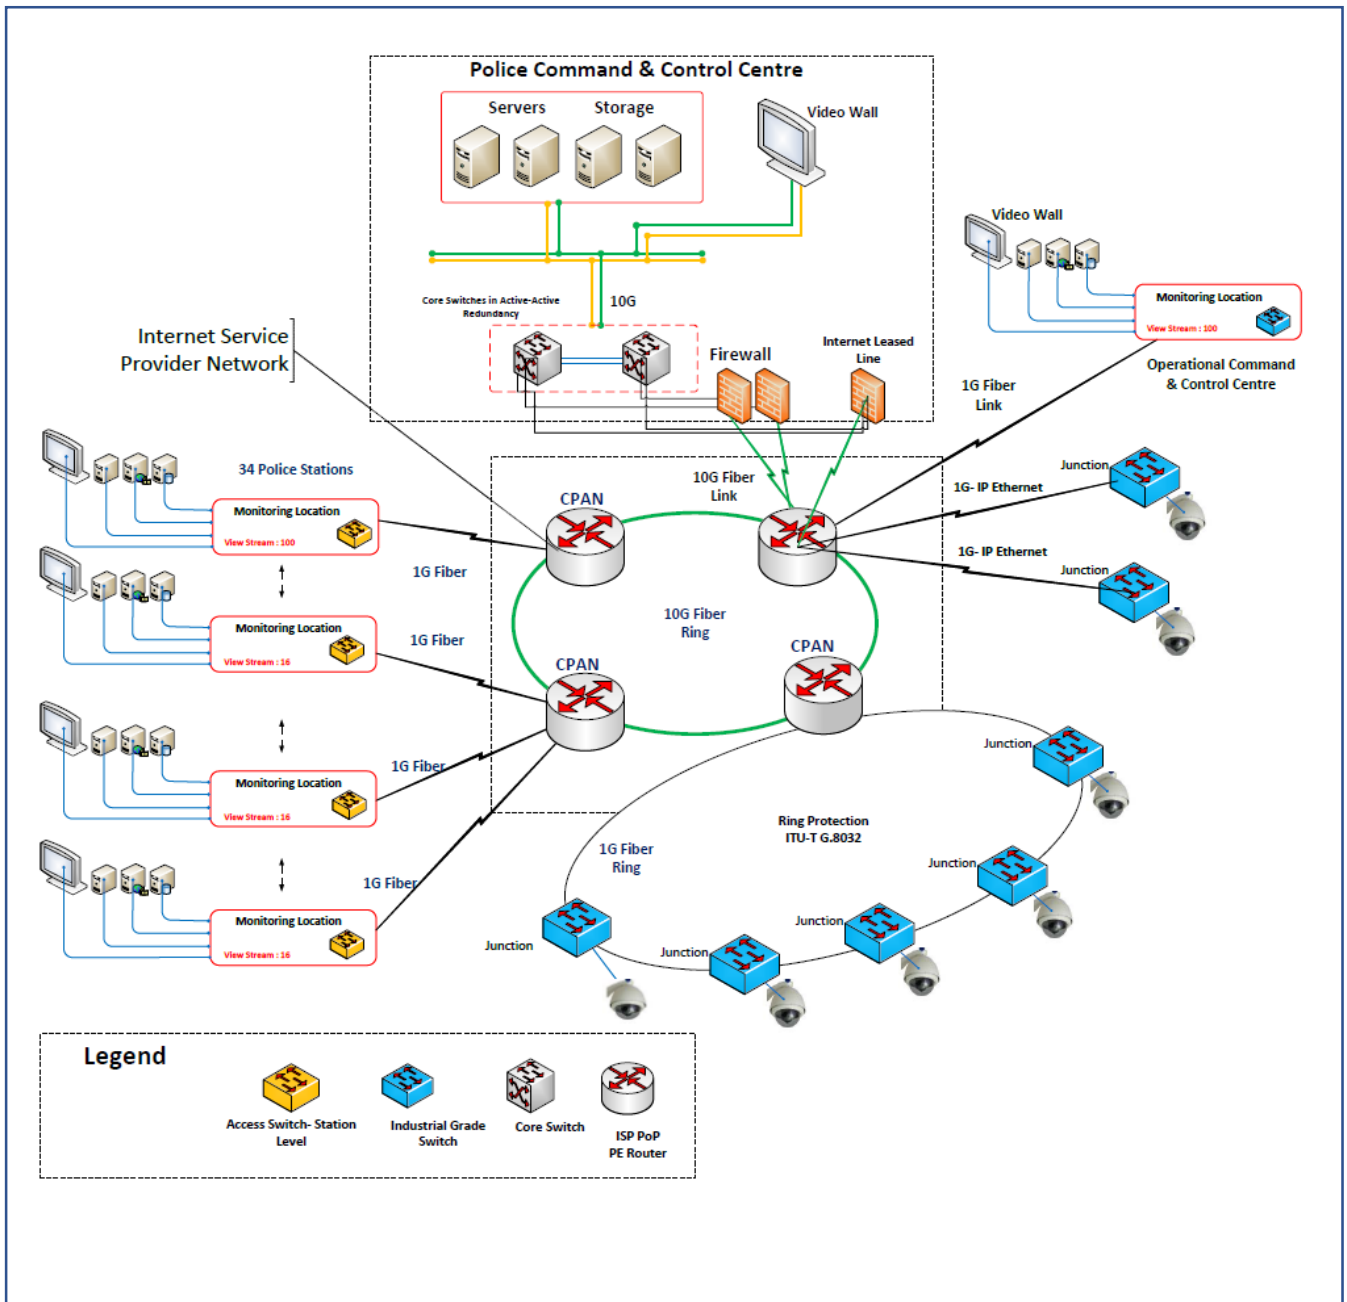 Police Command & Control Centre
Servers
Storage
Video Wall
Core Switches in Active-Active
Redundancy
10G
Firewall
Internet Leased
Line
Internet Service
Provider Network
Video Wall
Monitoring Location
View Stream : 100
Operational Command
& Control Centre
1G Fiber
Link
34 Police Stations
Monitoring Location
View Stream : 100
1G Fiber
Monitoring Location
View Stream : 16
1G Fiber
Monitoring Location
View Stream : 16
1G Fiber
Monitoring Location
View Stream : 16
1G Fiber
10G Fiber
Link
CPAN
10G Fiber
Ring
CPAN
CPAN
Junction
1G- IP Ethernet
1G- IP Ethernet
Junction
Junction
Ring Protection
ITU-T G.8032
1G Fiber
Ring
Junction
Junction
Junction
Junction
Legend
Access Switch- Station
Level
Industrial Grade
Switch
Core Switch
ISP PoP
PE Router